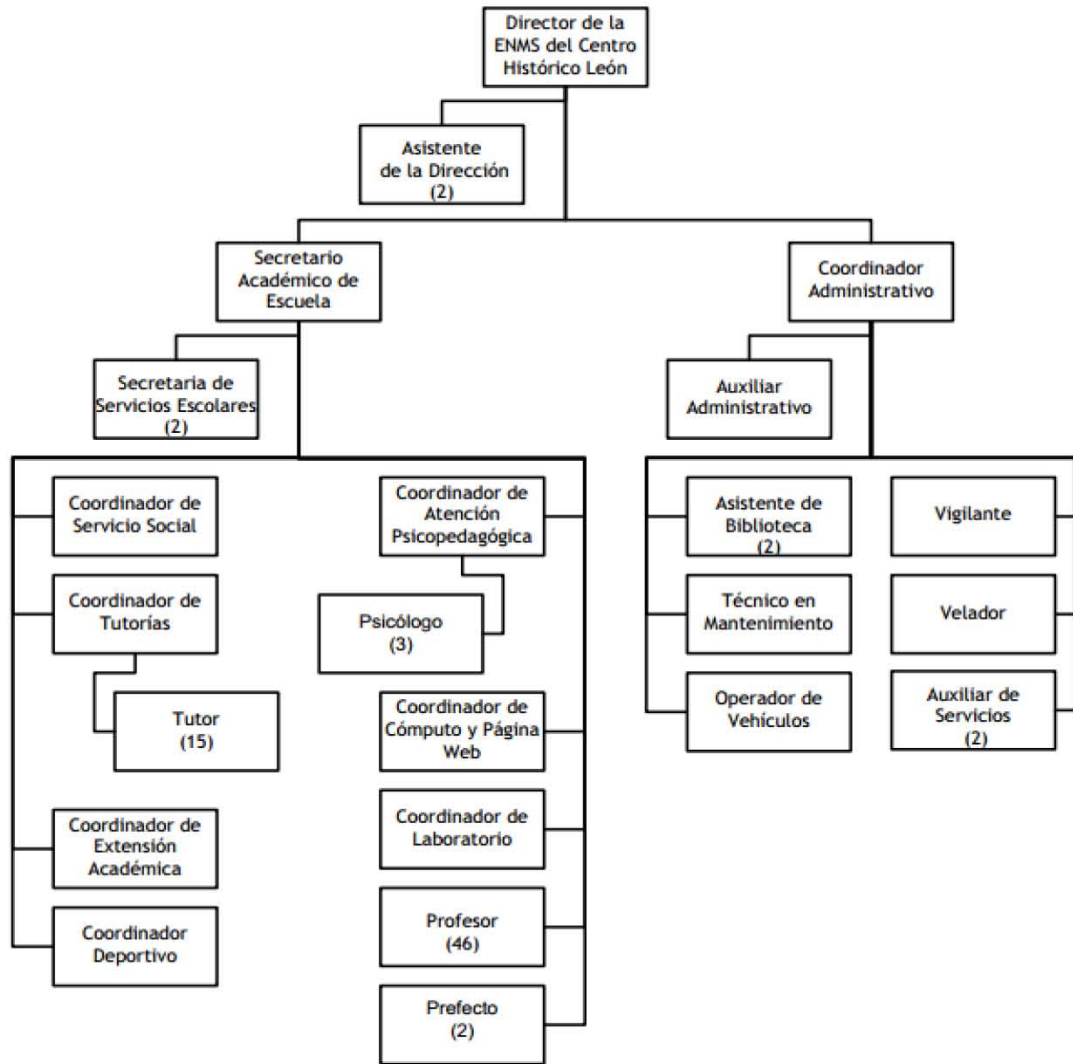 Director de la
ENMS del Centro
Histórico León
Asistente
de la Dirección
(2)
Secretario
Académico de
Escuela
Coordinador
Administrativo
Secretaria de
Servicios Escolares
(2)
Auxiliar
Administrativo
Coordinador de
Servicio Social
Coordinador de
Tutorías
Tutor
(15)
Coordinador de
Extensión
Académica
Coordinador
Deportivo
Coordinador de
Atención
Psicopedagógica
Psicólogo
(3)
Coordinador de
Cómputo y Página
Web
Coordinador de
Laboratorio
Profesor
(46)
Prefecto
(2)
Asistente de
Biblioteca
(2)
Técnico en
Mantenimiento
Operador de
Vehículos
Vigilante
Velador
Auxiliar de
Servicios
(2)